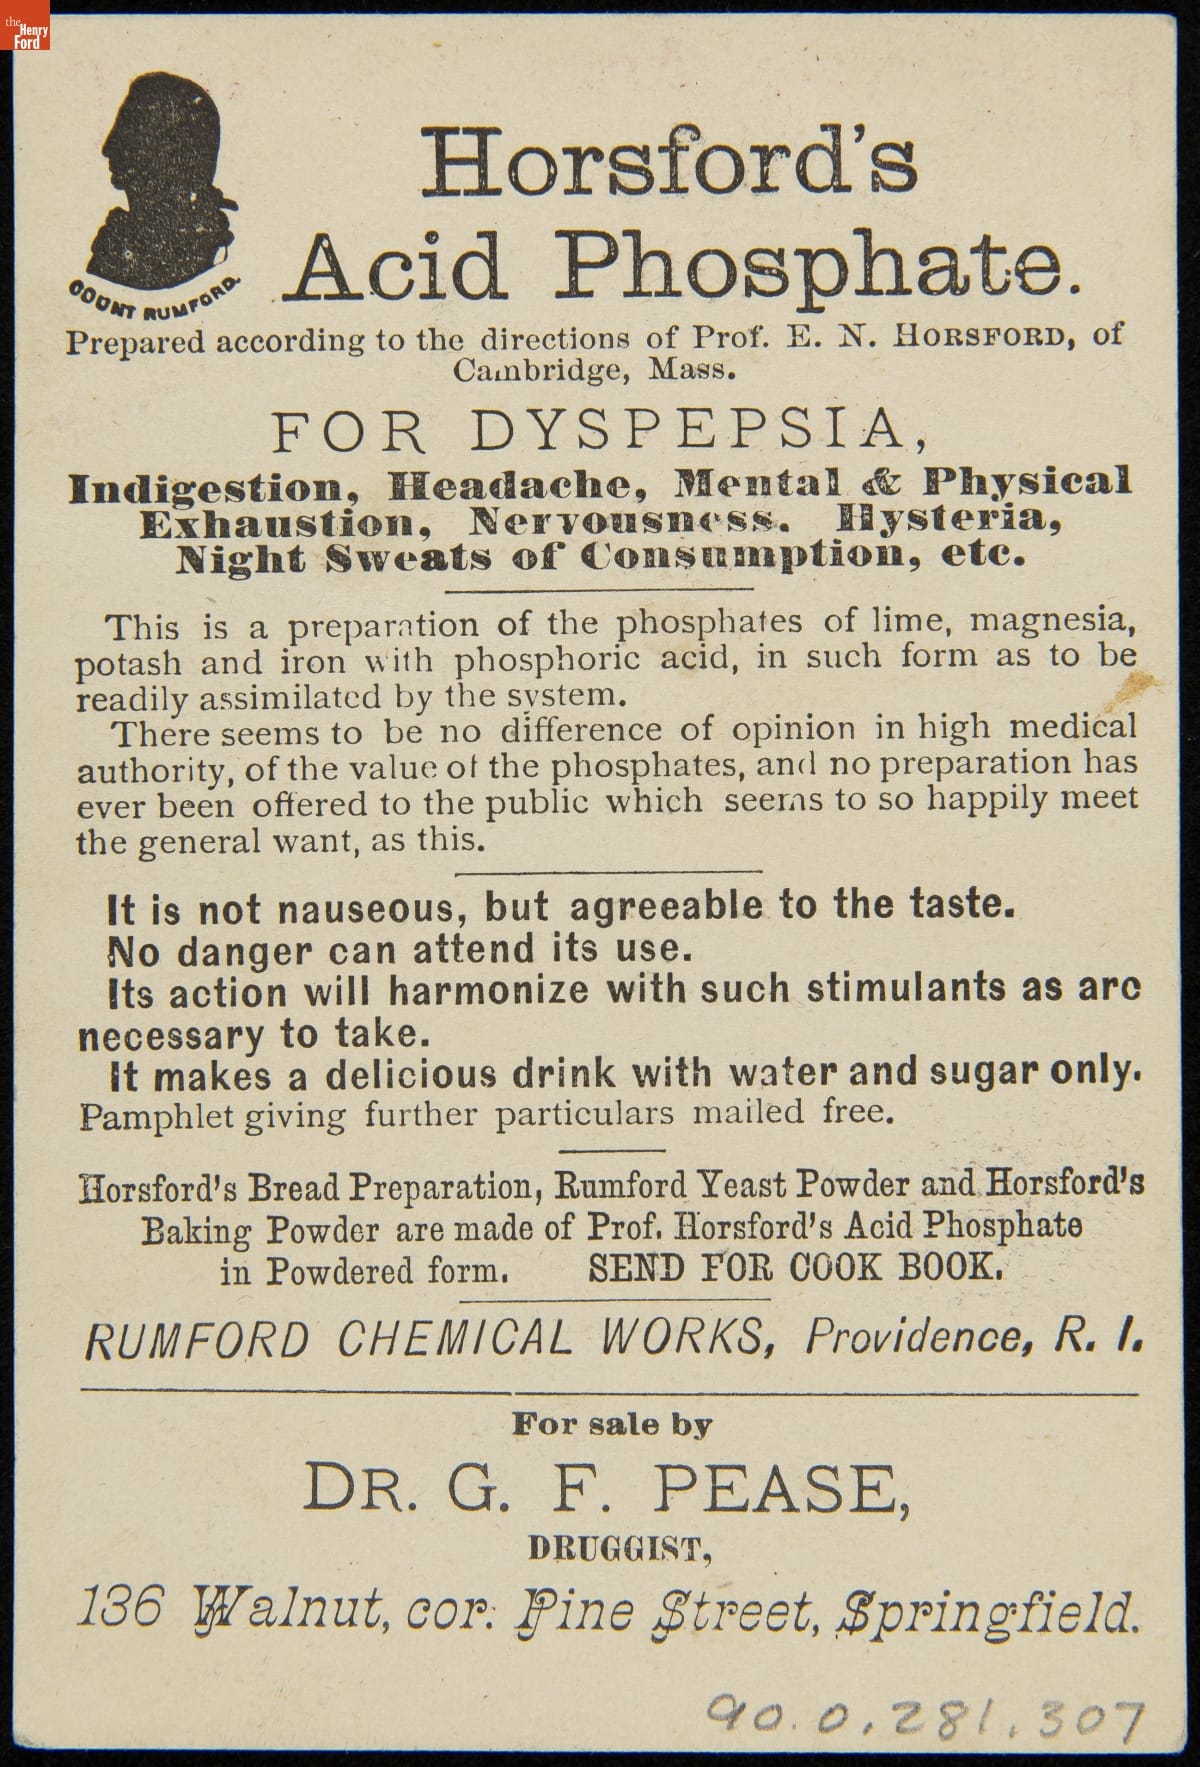 the
Henry
Ford
COUNT RUMFORD.
Horsford's
Acid Phosphate.
Prepared according to the directions of Prof. E. N. HORSFORD, of
Cambridge, Mass.
FOR DYSPEPSIA,
Indigestion, Headache, Mental & Physical
Exhaustion, Nervousness. Hysteria,
Night Sweats of Consumption, etc.
This is a preparation of the phosphates of lime, magnesia,
potash and iron with phosphoric acid, in such form as to be
readily assimilated by the system.
There seems to be no difference of opinion in high medical
authority, of the value of the phosphates, and no preparation has
ever been offered to the public which seems to so happily meet
the general want, as this.
It is not nauseous, but agreeable to the taste.
No danger can attend its use.
Its action will harmonize with such stimulants as are
necessary to take.
It makes a delicious drink with water and sugar only.
Pamphlet giving further particulars mailed free.
Horsford's Bread Preparation, Rumford Yeast Powder and Horsford's
Baking Powder are made of Prof. Horsford's Acid Phosphate
in Powdered form. SEND FOR COOK BOOK.
RUMFORD CHEMICAL WORKS, Providence, R. I.
For sale by
DR. G. F. PEASE,
DRUGGIST,
136 Walnut, cor. Pine Street, Springfield.
90.0.281.307